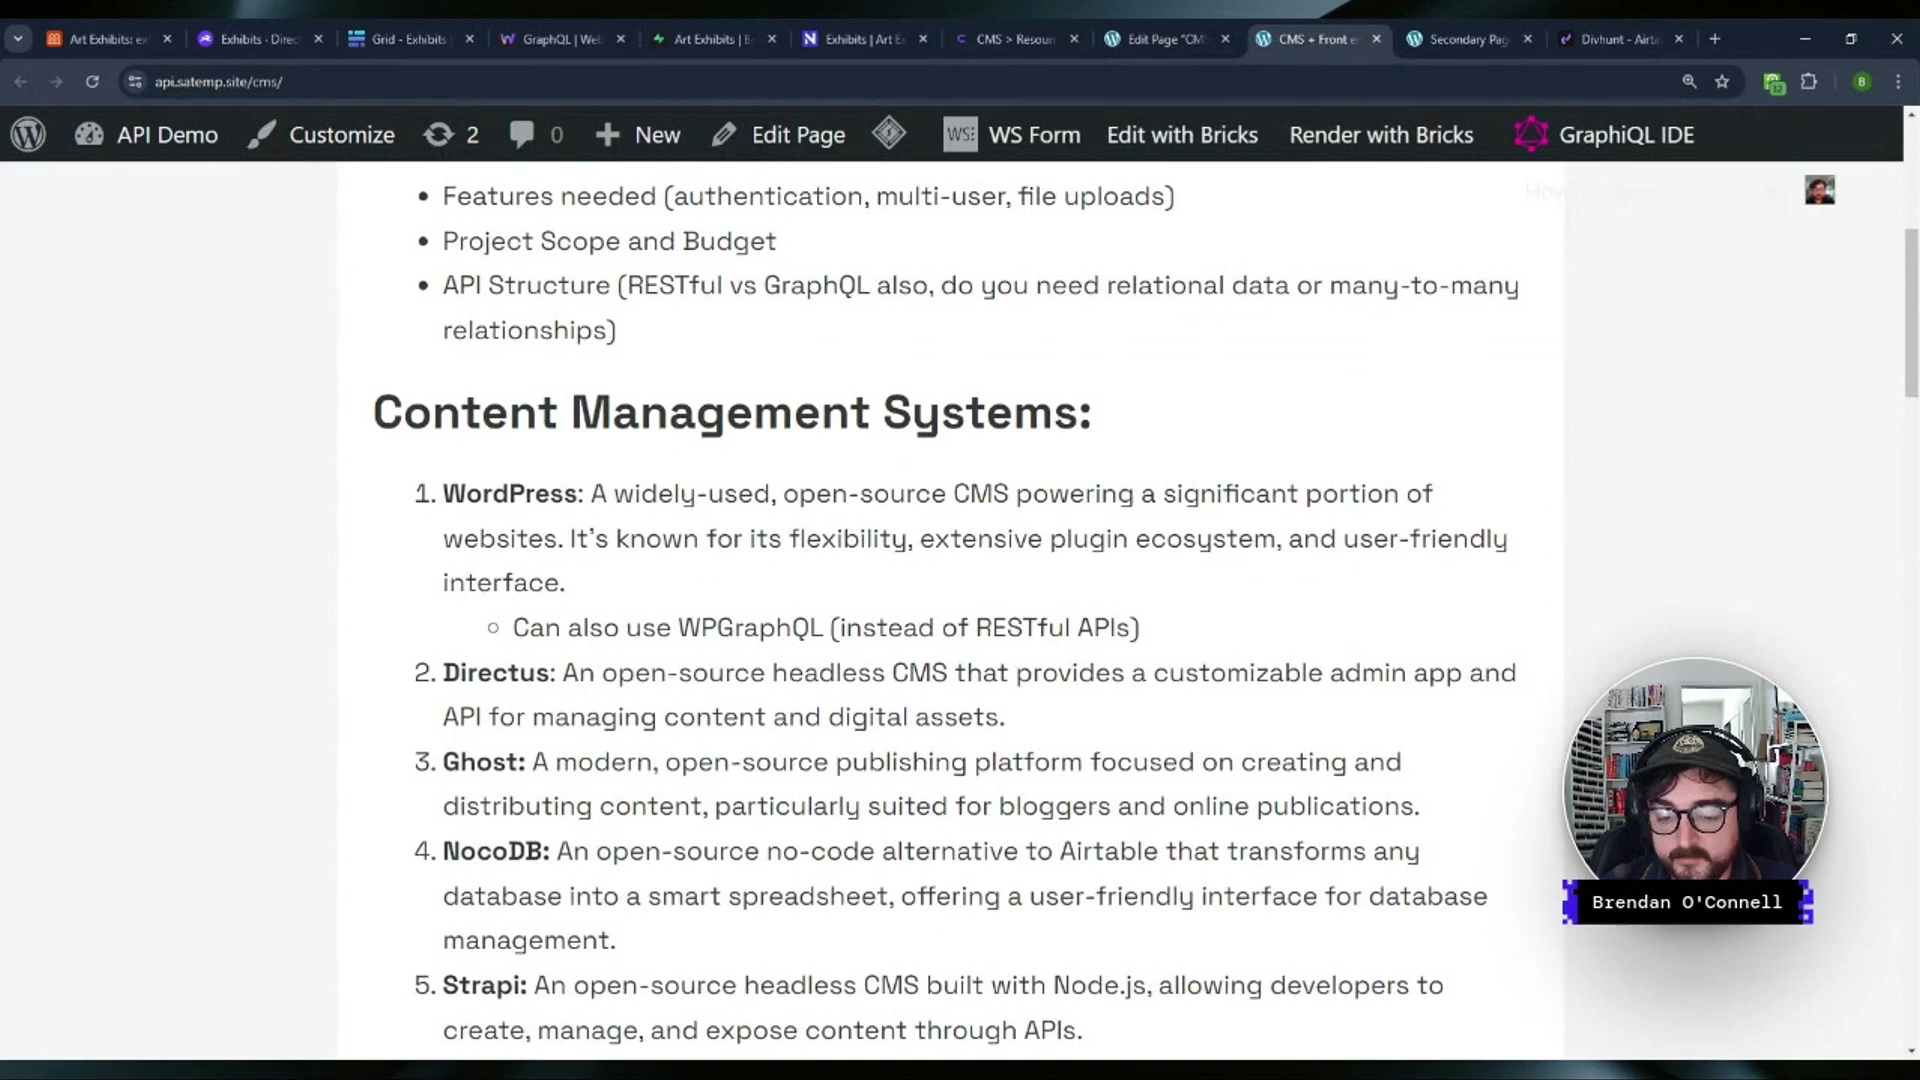 Art Exhibits: ex
Exhibits · Direc
Grid - Exhibits
GraphQL | Wel
Art Exhibits | B
Exhibits | Art E
CMS > Resour
Edit Page "CM
CMS + Front e
Secondary Pag
Divhunt - Airta
api.satemp.site/cms/
API Demo
Customize
2
0
New
Edit Page
WS Form
Edit with Bricks
Render with Bricks
GraphiQL IDE
• Features needed (authentication, multi-user, file uploads)
• Project Scope and Budget
• API Structure (RESTful vs GraphQL also, do you need relational data or many-to-many
relationships)
Content Management Systems:
1. WordPress: A widely-used, open-source CMS powering a significant portion of
websites. It's known for its flexibility, extensive plugin ecosystem, and user-friendly
interface.
○ Can also use WPGraphQL (instead of RESTful APIs)
2. Directus: An open-source headless CMS that provides a customizable admin app and
API for managing content and digital assets.
3. Ghost: A modern, open-source publishing platform focused on creating and
distributing content, particularly suited for bloggers and online publications.
4. NocoDB: An open-source no-code alternative to Airtable that transforms any
database into a smart spreadsheet, offering a user-friendly interface for database
management.
5. Strapi: An open-source headless CMS built with Node.js, allowing developers to
create, manage, and expose content through APIs.
Brendan O'Connell